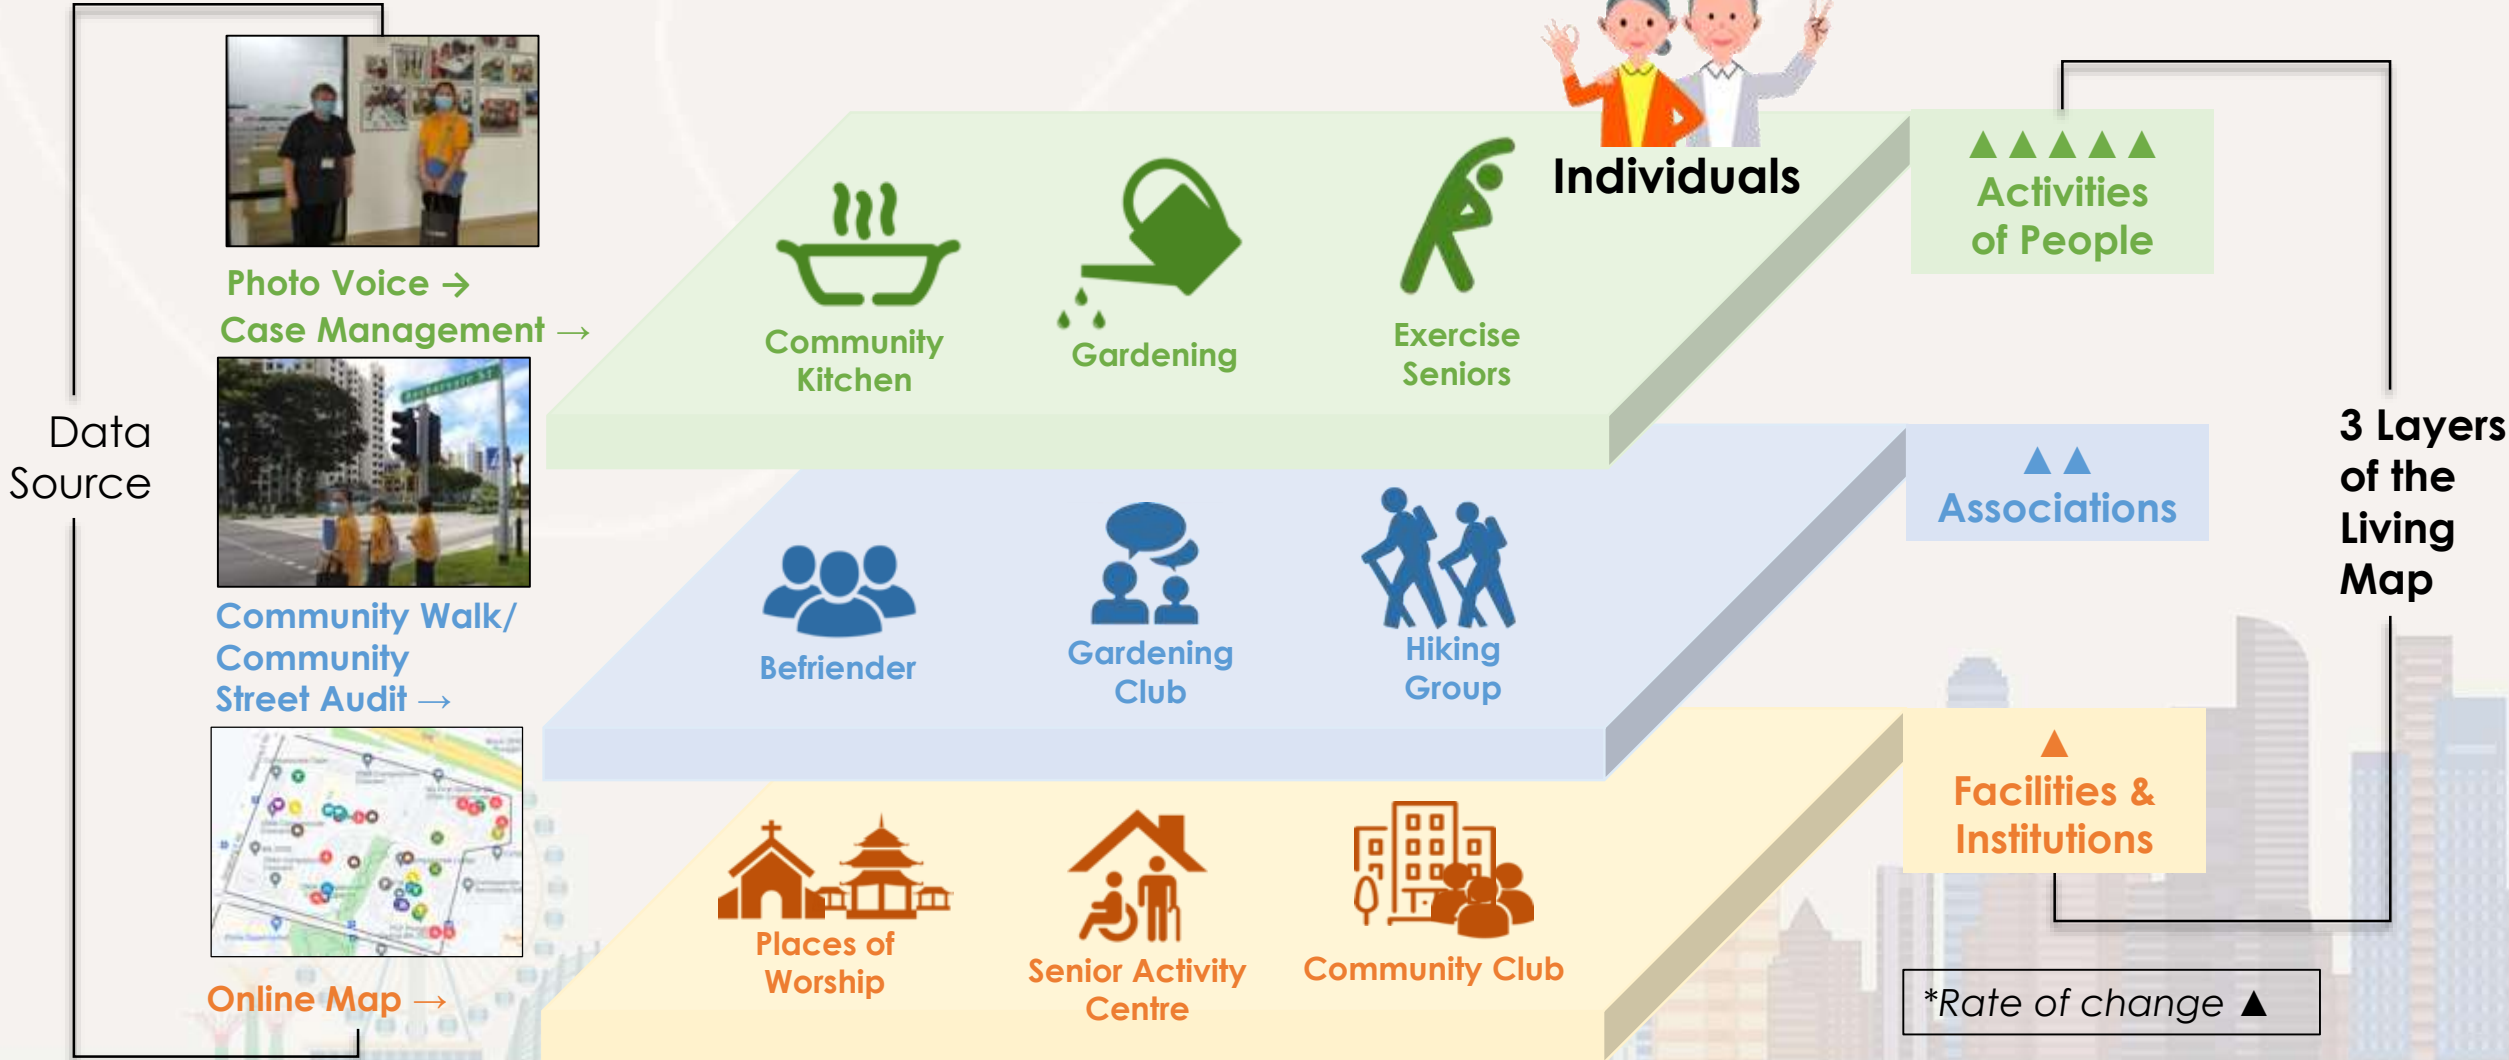 Data
Source
Photo Voice →
Case Management →
Community Walk/
Community
Street Audit →
Online Map →
Individuals
Community
Kitchen
Gardening
Exercise
Seniors
▲▲▲▲▲
Activities
of People
Befriender
Gardening
Club
Hiking
Group
▲▲
Associations
Places of
Worship
Senior Activity
Centre
Community Club
▲
Facilities &
Institutions
3 Layers
of the
Living
Map
*Rate of change ▲